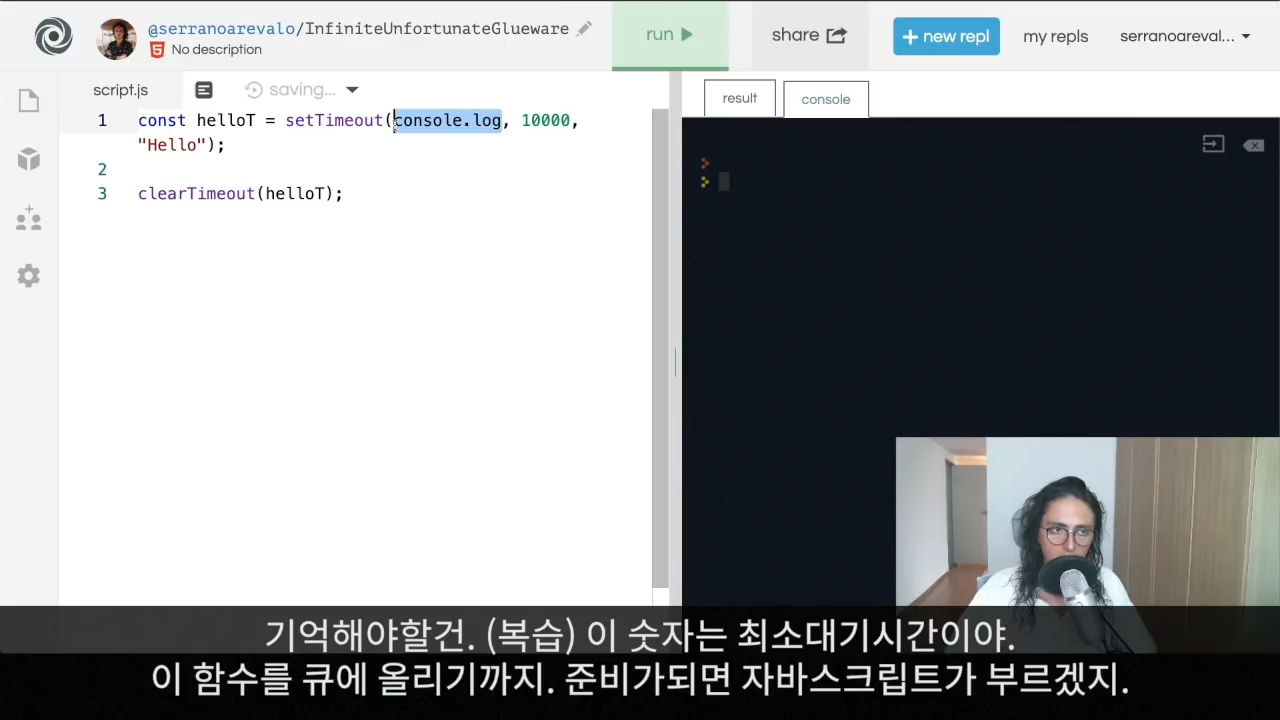 @serranoarevalo/InfiniteUnfortunateGlueware
No description
run
share
+ new repl
my repls
serranoareval...
script.js
saving...
result
console
1 const helloT = setTimeout(console.log, 10000,
"Hello");
2
3 clearTimeout(helloT);
기억해야할건. (복습) 이 숫자는 최소대기시간이야.
이 함수를 큐에 올리기까지. 준비가되면 자바스크립트가 부르겠지.